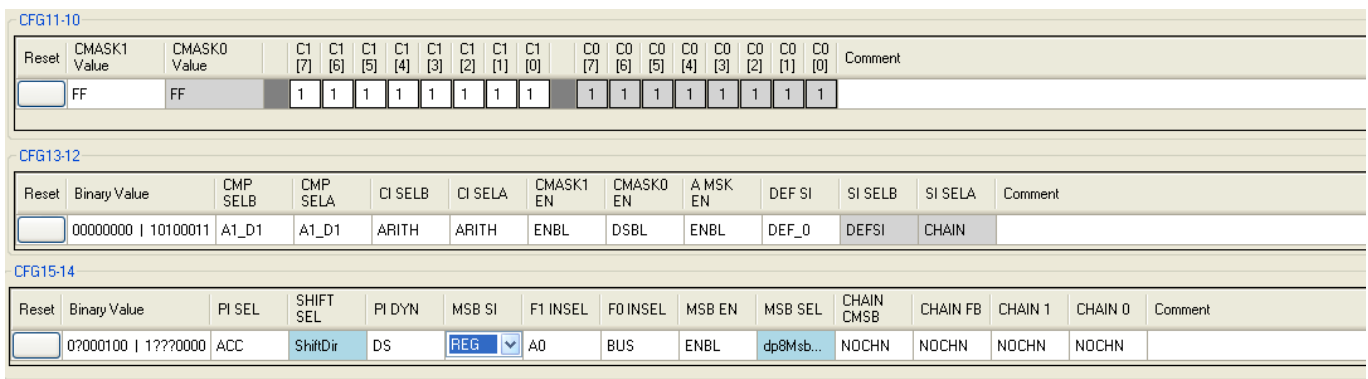 CFG11-10
Reset CMASK1 Value CMASK0 Value C1 [7] C1 [6] C1 [5] C1 [4] C1 [3] C1 [2] C1 [1] C1 [0] C0 [7] C0 [6] C0 [5] C0 [4] C0 [3] C0 [2] C0 [1] C0 [0] Comment
FF FF 1 1 1 1 1 1 1 1 1 1 1 1 1 1 1 1
CFG13-12
Reset Binary Value CMP SELB CMP SELA CI SELB CI SELA CMASK1 EN CMASK0 EN A MSK EN DEF SI SI SELB SI SELA Comment
00000000 | 10100011 A1_D1 A1_D1 ARITH ARITH ENBL DSBL ENBL DEF_0 DEFSI CHAIN
CFG15-14
Reset Binary Value PI SEL SHIFT SEL PI DYN MSB SI F1 INSEL F0 INSEL MSB EN MSB SEL CHAIN CMSB CHAIN FB CHAIN 1 CHAIN 0 Comment
0?000100 | 1???0000 ACC ShiftDir DS REG A0 BUS ENBL dp8Msb... NOCHN NOCHN NOCHN NOCHN